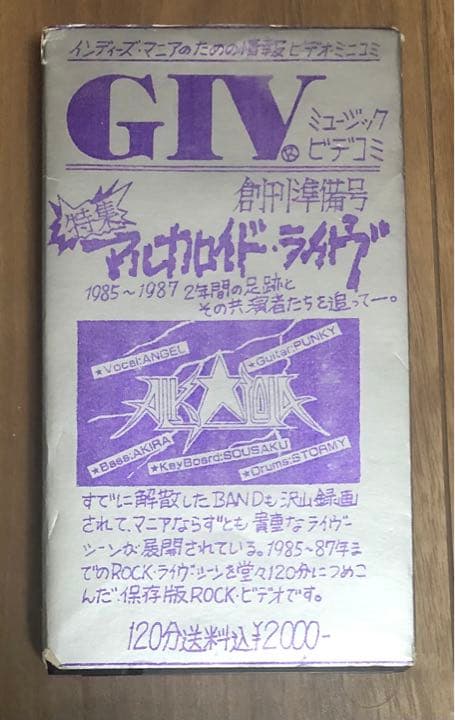 インディーズ・マニアのための情報ビデオ・ミニコミ
GIV
ミュージック
ビデコミ
創刊準備号
特集
アルカロイド・ライヴ
1985〜1987 2年間の足跡と
その共演者たちを追って―。
★Vocal:ANGEL
★Guitar:PUNKY
★Bass:AKIRA
★KeyBoard:SOUSAKU
★Drums:STORMY
すでに解散したBANDも沢山録画
されて、マニアならずとも貴重なライヴ・
シーンが展開されている。1985〜87年ま
でのROCK・ライヴ・シーンを堂々120分につめこ
んだ保存版ROCK・ビデオです。
120分送料込¥2000-